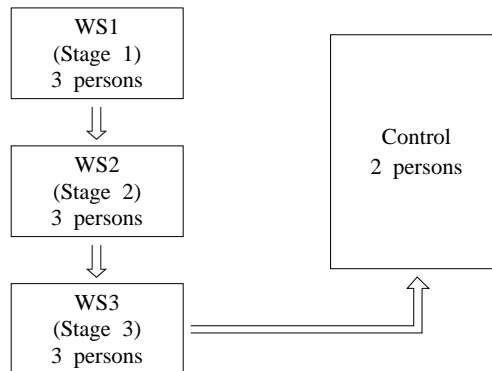 WS1
(Stage 1)
3 persons
WS2
(Stage 2)
3 persons
WS3
(Stage 3)
3 persons
Control
2 persons